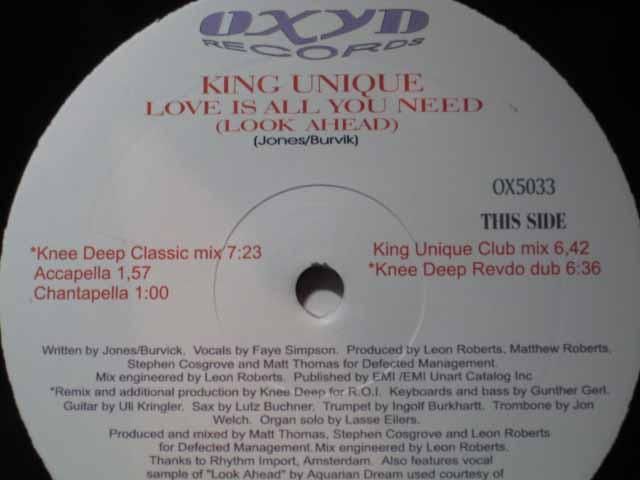 OXYD
RECORDS
KING UNIQUE
LOVE IS ALL YOU NEED
(LOOK AHEAD)
(Jones/Burvik)
OX5033
THIS SIDE
*Knee Deep Classic mix 7:23
Accapella 1,57
Chantapella 1:00
King Unique Club mix 6,42
*Knee Deep Revdo dub 6:36
Written by Jones/Burvick. Vocals by Faye Simpson. Produced by Leon Roberts, Matthew Roberts,
Stephen Cosgrove and Matt Thomas for Defected Management.
Mix engineered by Leon Roberts. Published by EMI /EMI Unart Catalog Inc
*Remix and additional production by Knee Deep for R.O.I. Keyboards and bass by Gunther Gerl.
Guitar by Uli Kringler. Sax by Lutz Buchner. Trumpet by Ingolf Burkhartt. Trombone by Jon
Welch. Organ solo by Lasse Eilers.
Produced and mixed by Matt Thomas, Stephen Cosgrove and Leon Roberts
for Defected Management. Mix engineered by Leon Roberts.
Thanks to Rhythm Import, Amsterdam. Also features vocal
sample of "Look Ahead" by Aquarian Dream used courtesy of